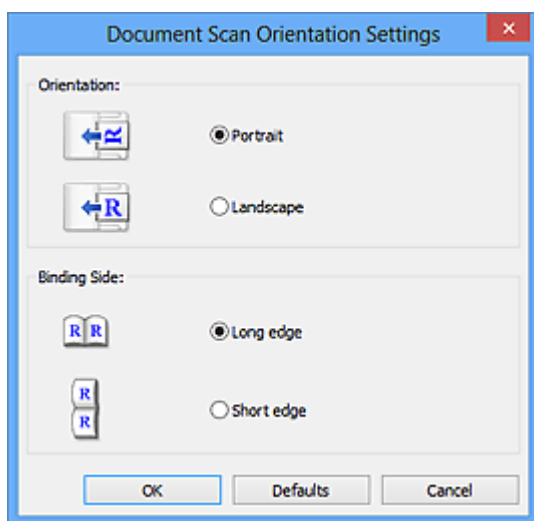 Document Scan Orientation Settings
Orientation:
R
Portrait
R
Landscape
Binding Side:
R R
Long edge
R
R
Short edge
OK Defaults Cancel